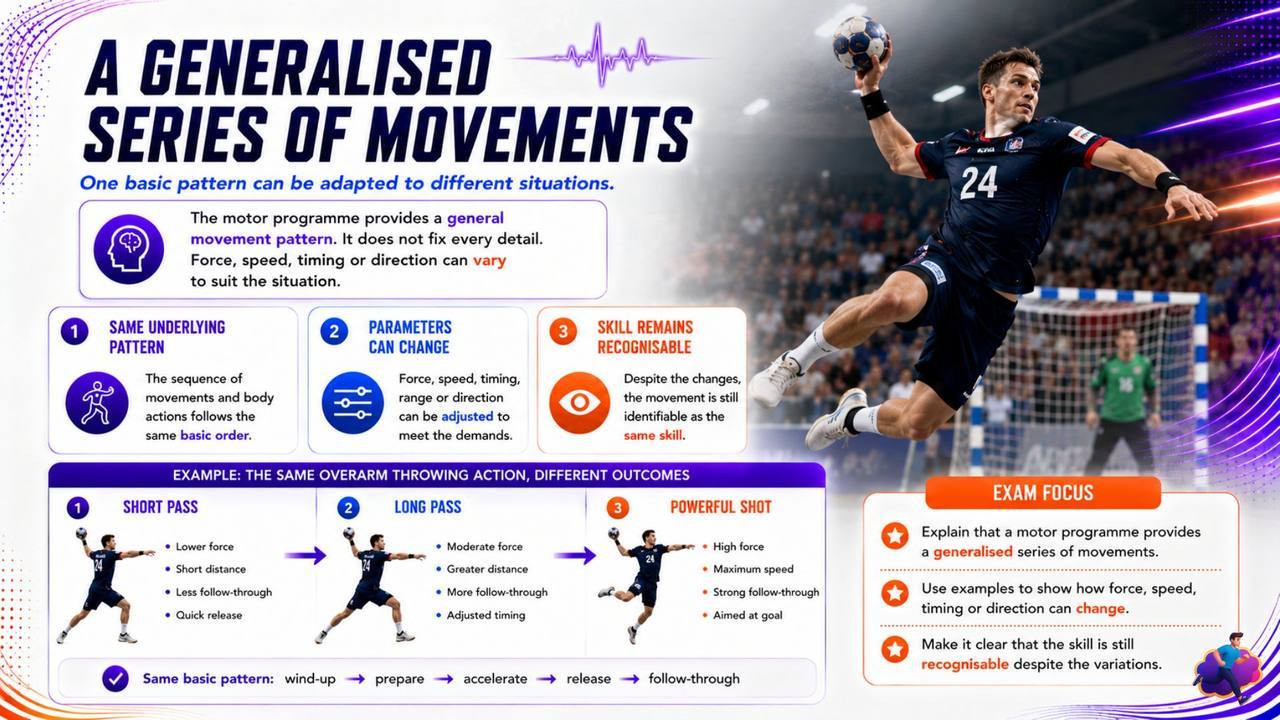 A GENERALISED
SERIES OF MOVEMENTS
One basic pattern can be adapted to different situations.
The motor programme provides a general
movement pattern. It does not fix every detail.
Force, speed, timing or direction can vary
to suit the situation.
1 SAME UNDERLYING
PATTERN
The sequence of
movements and body
actions follows the
same basic order.
2 PARAMETERS
CAN CHANGE
Force, speed, timing,
range or direction
can be adjusted to
meet the demands.
3 SKILL REMAINS
RECOGNISABLE
Despite the changes,
the movement is still
identifiable as the
same skill.
24
16
EXAMPLE: THE SAME OVERARM THROWING ACTION, DIFFERENT OUTCOMES
1 SHORT PASS
24
• Lower force
• Short distance
• Less follow-through
• Quick release
2 LONG PASS
24
• Moderate force
• Greater distance
• More follow-through
• Adjusted timing
3 POWERFUL SHOT
24
• High force
• Maximum speed
• Strong follow-through
• Aimed at goal
Same basic pattern: wind-up → prepare → accelerate → release → follow-through
EXAM FOCUS
Explain that a motor programme provides
a generalised series of movements.
Use examples to show how force, speed,
timing or direction can change.
Make it clear that the skill is still
recognisable despite the variations.